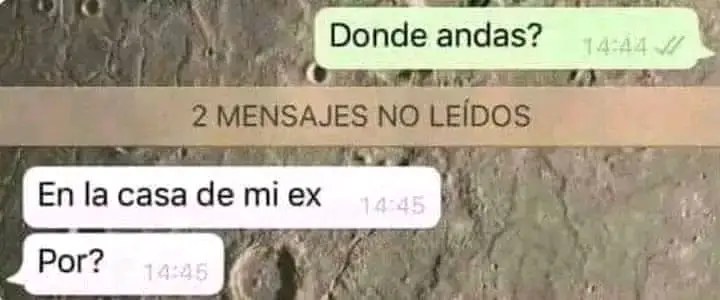 Donde andas? 14:44
2 MENSAJES NO LEÍDOS
En la casa de mi ex 14:45
Por? 14:45